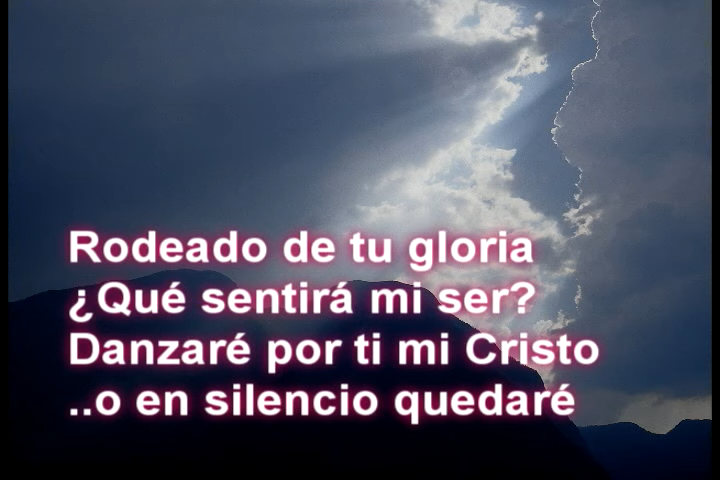 Rodeado de tu gloria
¿Qué sentirá mi ser?
Danzaré por ti mi Cristo
..o en silencio quedaré